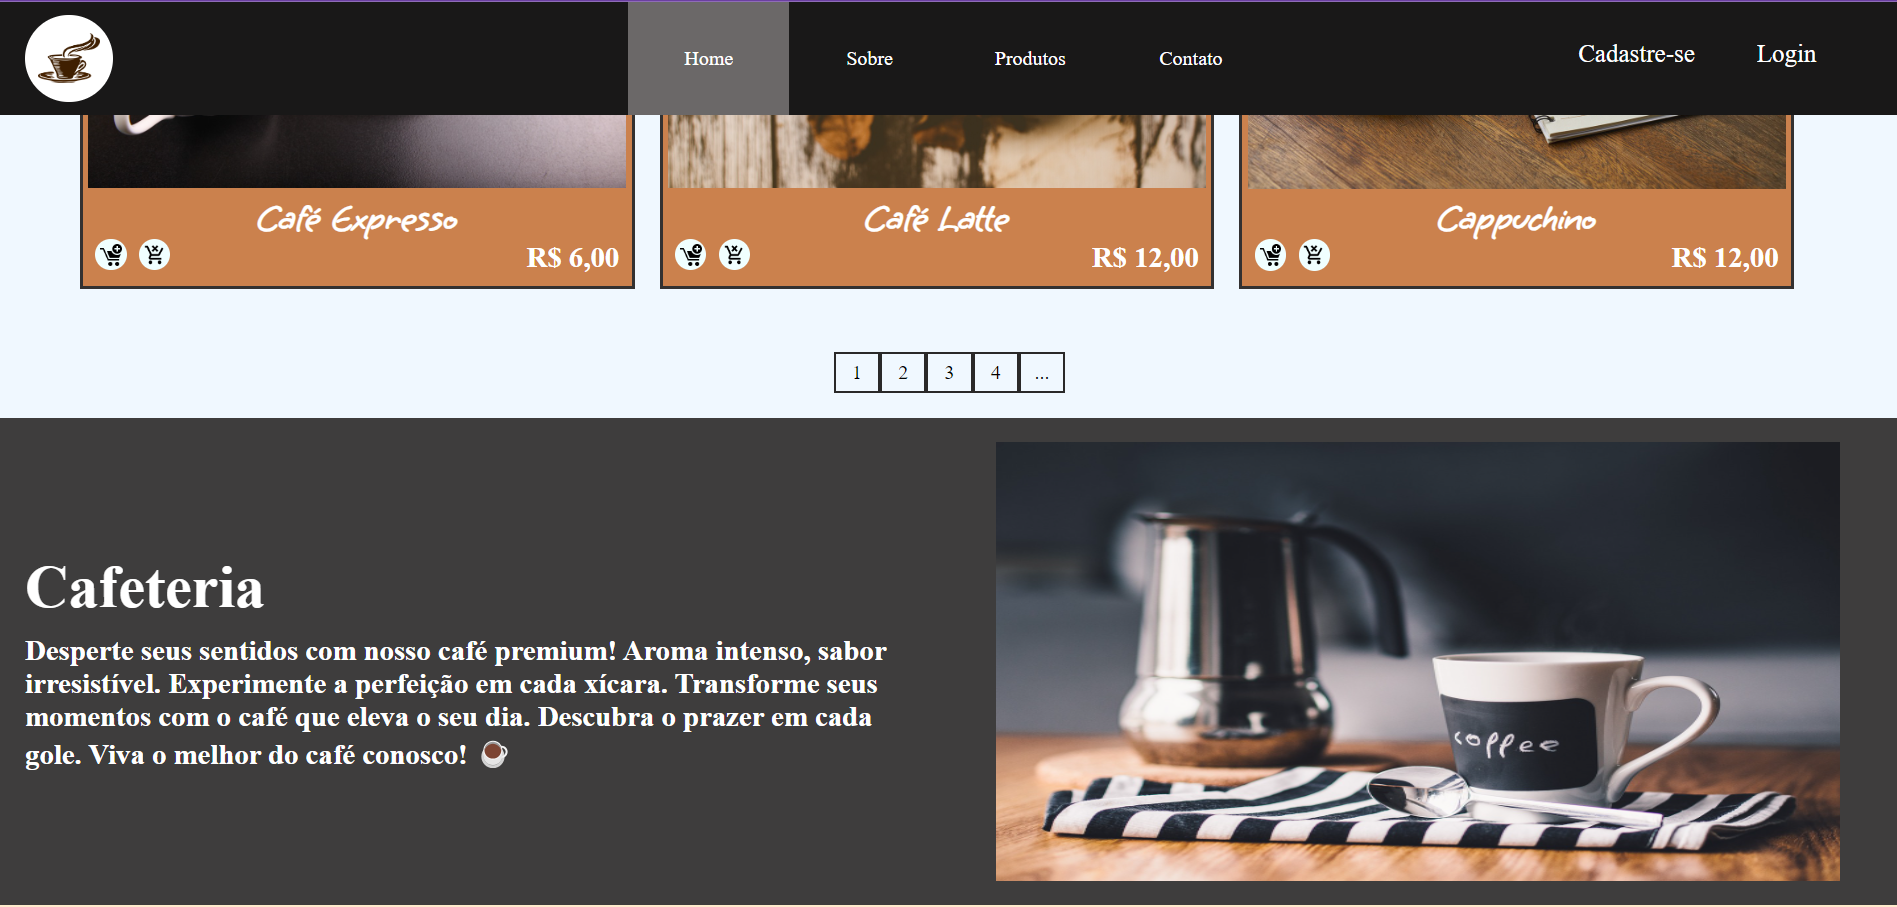 Home Sobre Produtos Contato Cadastre-se Login
Café Expresso Café Latte Cappuchino
R$ 6,00 R$ 12,00 R$ 12,00
1 2 3 4 ...
Cafeteria
Desperte seus sentidos com nosso café premium! Aroma intenso, sabor
irresistível. Experimente a perfeição em cada xícara. Transforme seus
momentos com o café que eleva o seu dia. Descubra o prazer em cada
gole. Viva o melhor do café conosco! ☕
coffee